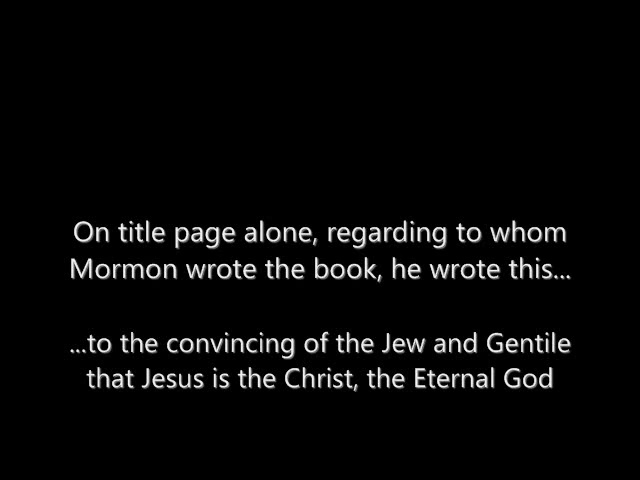 On title page alone, regarding to whom
Mormon wrote the book, he wrote this...
...to the convincing of the Jew and Gentile
that Jesus is the Christ, the Eternal God